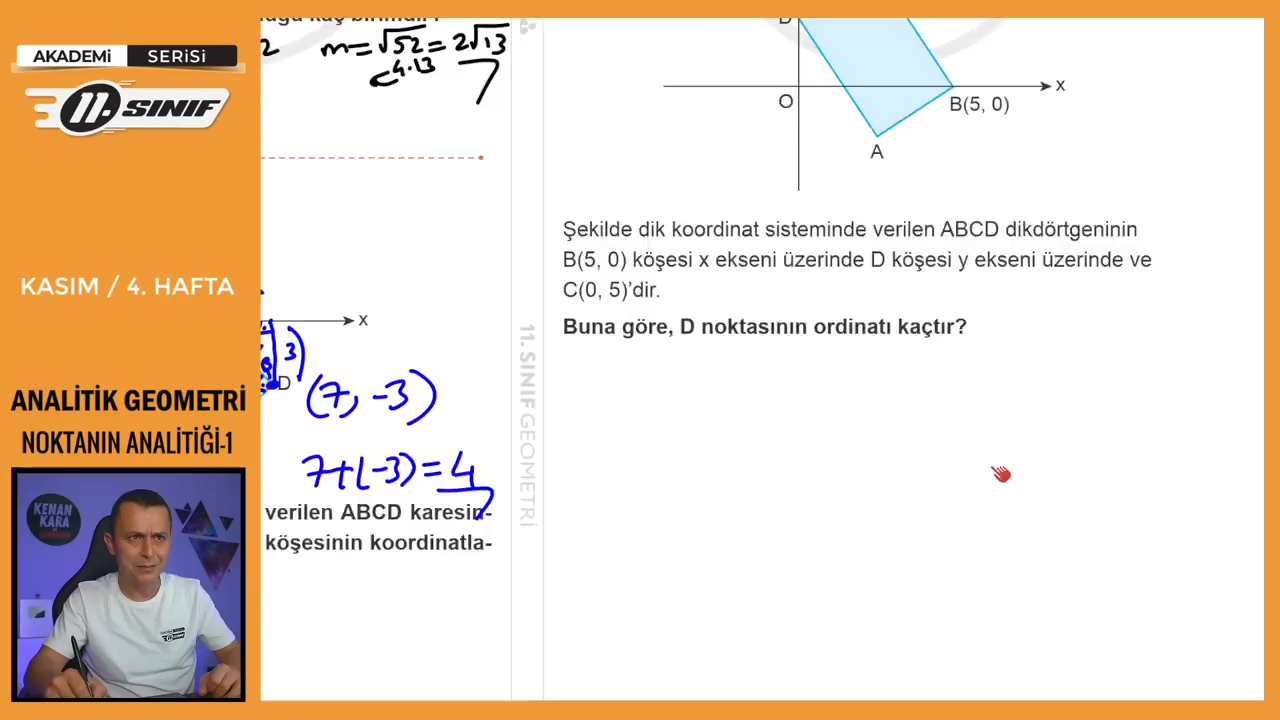 AKADEMİ SERİSİ
11. SINIF
KASIM / 4. HAFTA
ANALİTİK GEOMETRİ
NOKTANIN ANALİTİĞİ-1
KENAN
KARA
2 m=√52=2√13
4.13
x
3
D
(7, -3)
7+(-3)=4
verilen ABCD karesin-
köşesinin koordinatla-
11. SINIF GEOMETRİ
D
x
O
B(5, 0)
A
Şekilde dik koordinat sisteminde verilen ABCD dikdörtgeninin
B(5, 0) köşesi x ekseni üzerinde D köşesi y ekseni üzerinde ve
C(0, 5)’dir.
Buna göre, D noktasının ordinatı kaçtır?